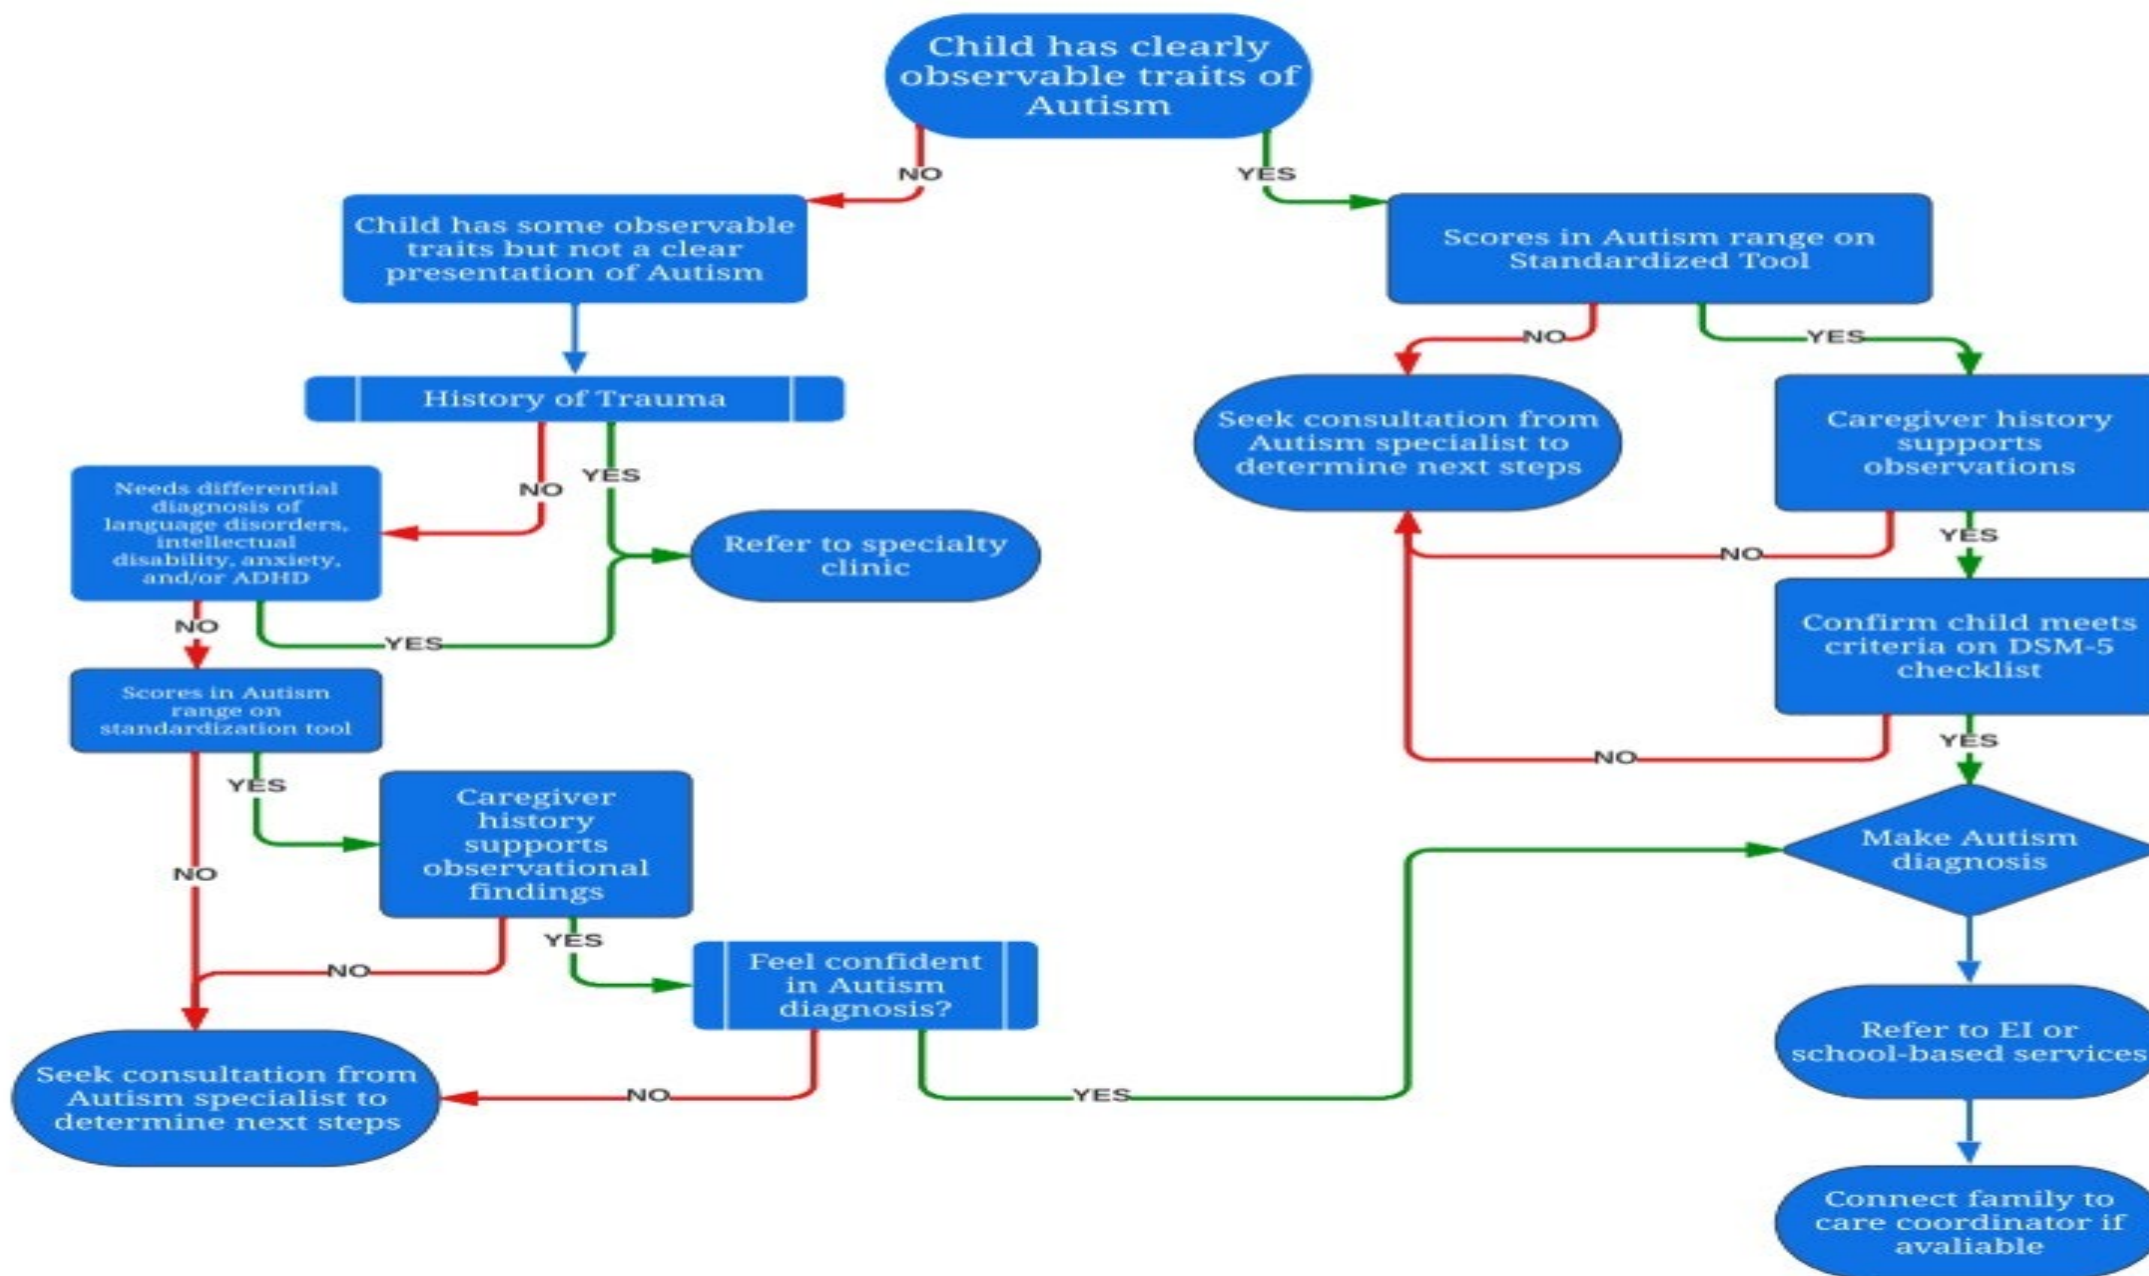 Child has clearly
observable traits of
Autism
NO
YES
Child has some observable
traits but not a clear
presentation of Autism
Scores in Autism range on
Standardized Tool
NO
YES
History of Trauma
Seek consultation from
Autism specialist to
determine next steps
Caregiver history
supports
observations
NO
YES
Needs differential
diagnosis of
language disorders,
intellectual
disability, anxiety,
and/or ADHD
Refer to specialty
clinic
NO
YES
NO
YES
Confirm child meets
criteria on DSM-5
checklist
Scores in Autism
range on
standardization tool
NO
YES
NO
YES
Caregiver
history
supports
observational
findings
Make Autism
diagnosis
NO
YES
Feel confident
in Autism
diagnosis?
Refer to EI or
school-based services
Seek consultation from
Autism specialist to
determine next steps
NO
YES
Connect family to
care coordinator if
avaliable